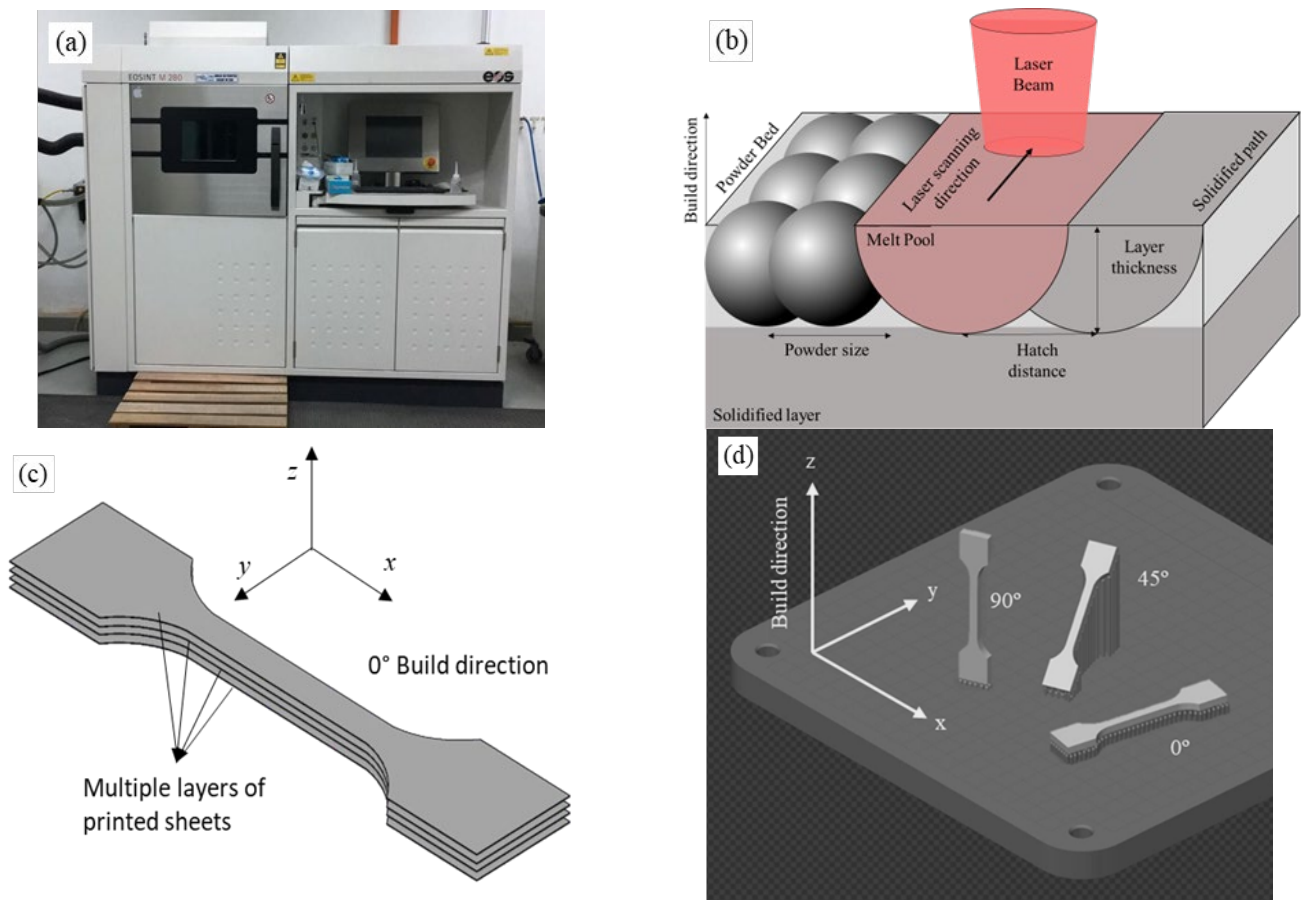 (a)
EOSINT M 280
eos
(b)
Laser
Beam
Build direction
Powder Bed
Laser scanning
direction
Solidified path
Melt Pool
Layer
thickness
Powder size
Hatch
distance
Solidified layer
(c)
z
y
x
0° Build direction
Multiple layers of
printed sheets
(d)
z
Build direction
y
x
90°
45°
0°